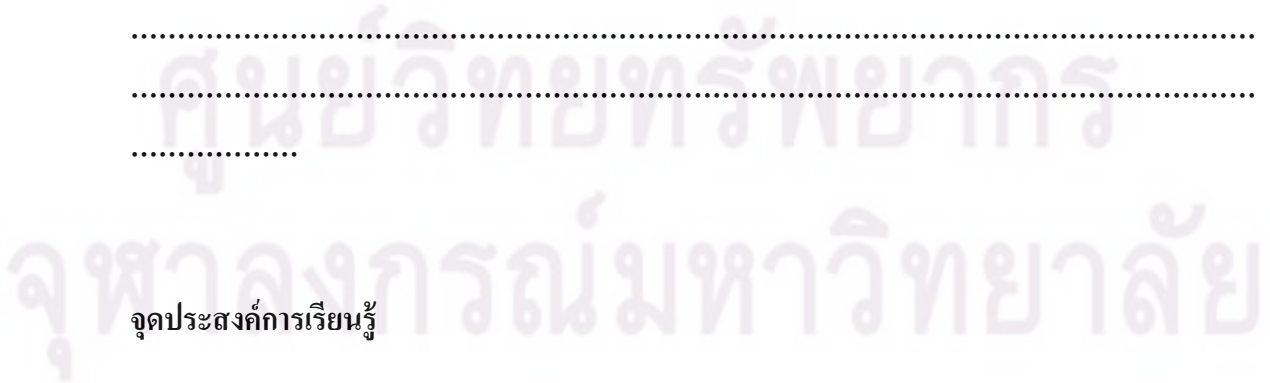 ........................................................................................................................
........................................................................................................................
..................
ศูนย์วิทยทรัพยากร
จุฬาลงกรณ์มหาวิทยาลัย
จุดประสงค์การเรียนรู้